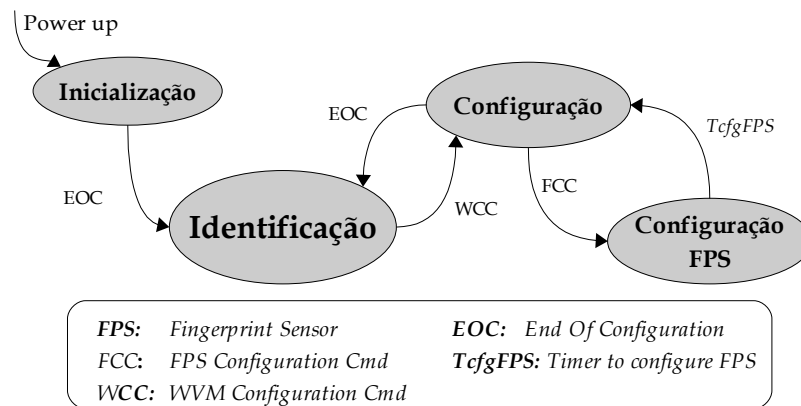 Power up
Inicialização
Configuração
EOC
TcfgFPS
EOC
WCC
FCC
Identificação
Configuração
FPS
FPS: Fingerprint Sensor
EOC: End Of Configuration
FCC: FPS Configuration Cmd
TcfgFPS: Timer to configure FPS
WCC: WVM Configuration Cmd